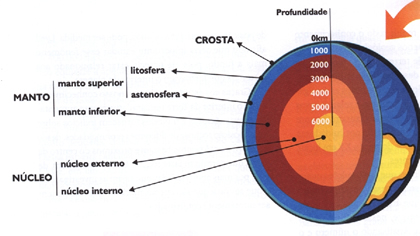 Profundidade
0km
CROSTA
1000
2000
3000
4000
5000
6000
litosfera
manto superior
astenosfera
MANTO
manto inferior
núcleo externo
NÚCLEO
núcleo interno